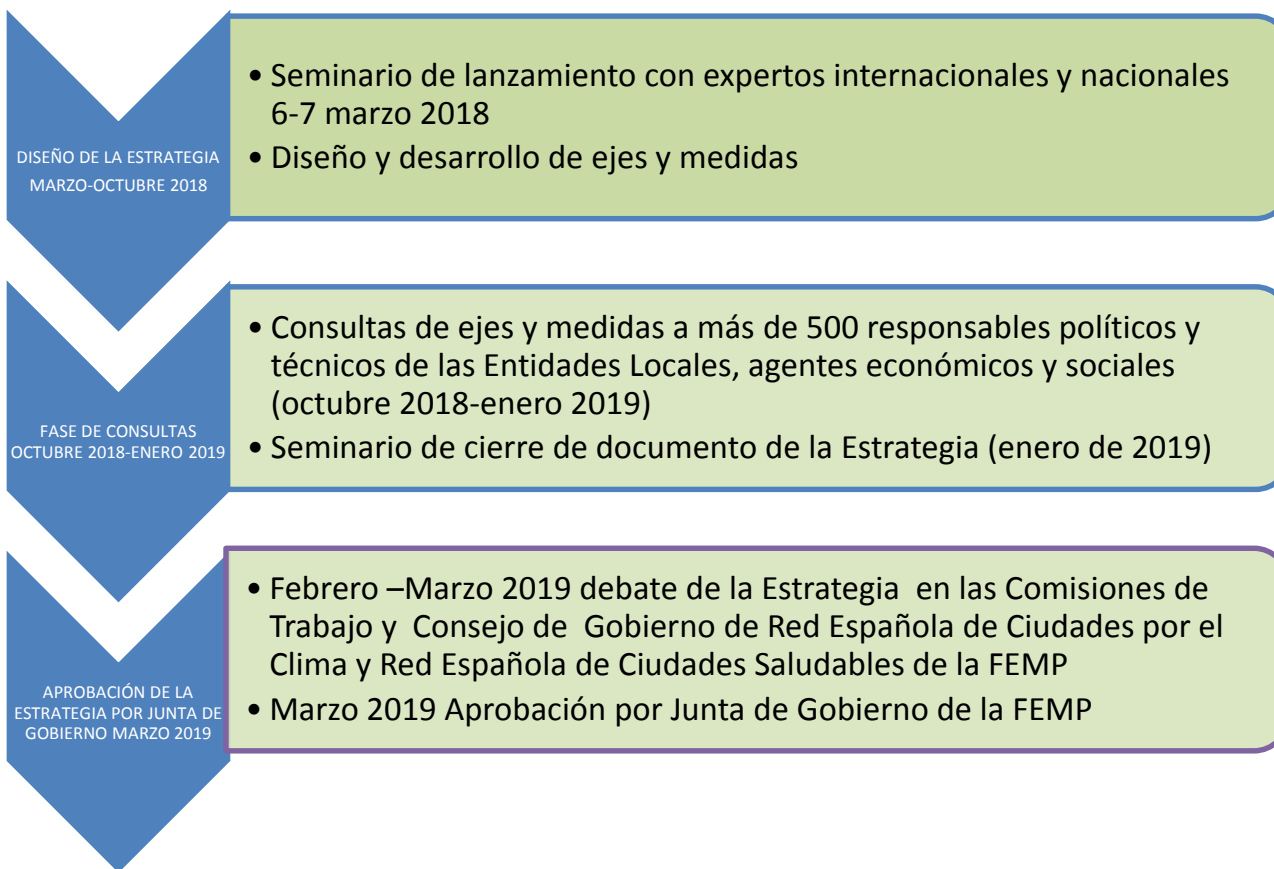 DISEÑO DE LA ESTRATEGIA
MARZO-OCTUBRE 2018
• Seminario de lanzamiento con expertos internacionales y nacionales
6-7 marzo 2018
• Diseño y desarrollo de ejes y medidas
FASE DE CONSULTAS
OCTUBRE 2018-ENERO 2019
• Consultas de ejes y medidas a más de 500 responsables políticos y
técnicos de las Entidades Locales, agentes económicos y sociales
(octubre 2018-enero 2019)
• Seminario de cierre de documento de la Estrategia (enero de 2019)
APROBACIÓN DE LA
ESTRATEGIA POR JUNTA DE
GOBIERNO MARZO 2019
• Febrero –Marzo 2019 debate de la Estrategia en las Comisiones de
Trabajo y Consejo de Gobierno de Red Española de Ciudades por el
Clima y Red Española de Ciudades Saludables de la FEMP
• Marzo 2019 Aprobación por Junta de Gobierno de la FEMP